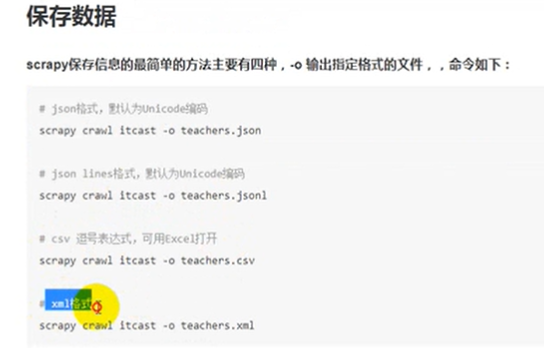 保存数据
scrapy保存信息的最简单的方法主要有四种，-o 输出指定格式的文件，，命令如下：
# json格式，默认为Unicode编码
scrapy crawl itcast -o teachers.json
# json lines格式，默认为Unicode编码
scrapy crawl itcast -o teachers.jsonl
# csv 逗号表达式，可用Excel打开
scrapy crawl itcast -o teachers.csv
# xml格式
scrapy crawl itcast -o teachers.xml